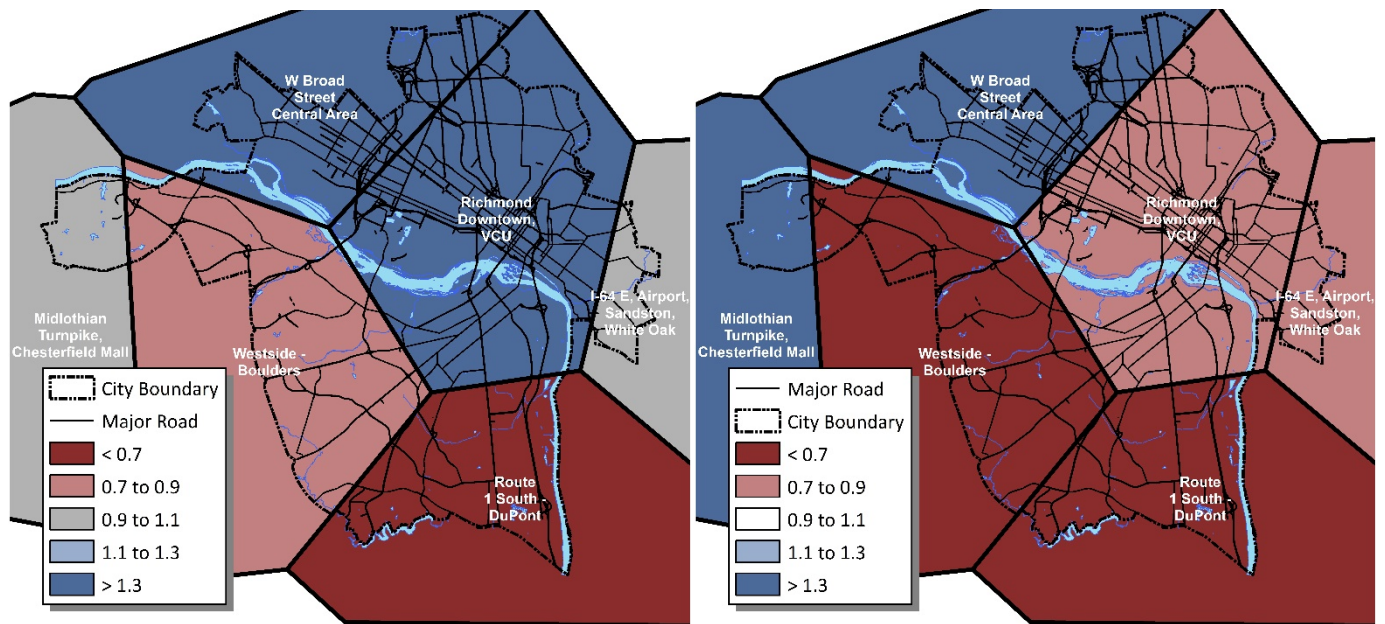 W Broad
Street
Central Area
Richmond
Downtown,
VCU
I-64 E, Airport,
Sandston,
White Oak
Midlothian
Turnpike,
Chesterfield Mall
Westside -
Boulders
Route
1 South -
DuPont
City Boundary
Major Road
< 0.7
0.7 to 0.9
0.9 to 1.1
1.1 to 1.3
> 1.3
W Broad
Street
Central Area
Richmond
Downtown,
VCU
I-64 E, Airport,
Sandston,
White Oak
Midlothian
Turnpike,
Chesterfield Mall
Westside -
Boulders
Route
1 South -
DuPont
Major Road
City Boundary
< 0.7
0.7 to 0.9
0.9 to 1.1
1.1 to 1.3
> 1.3